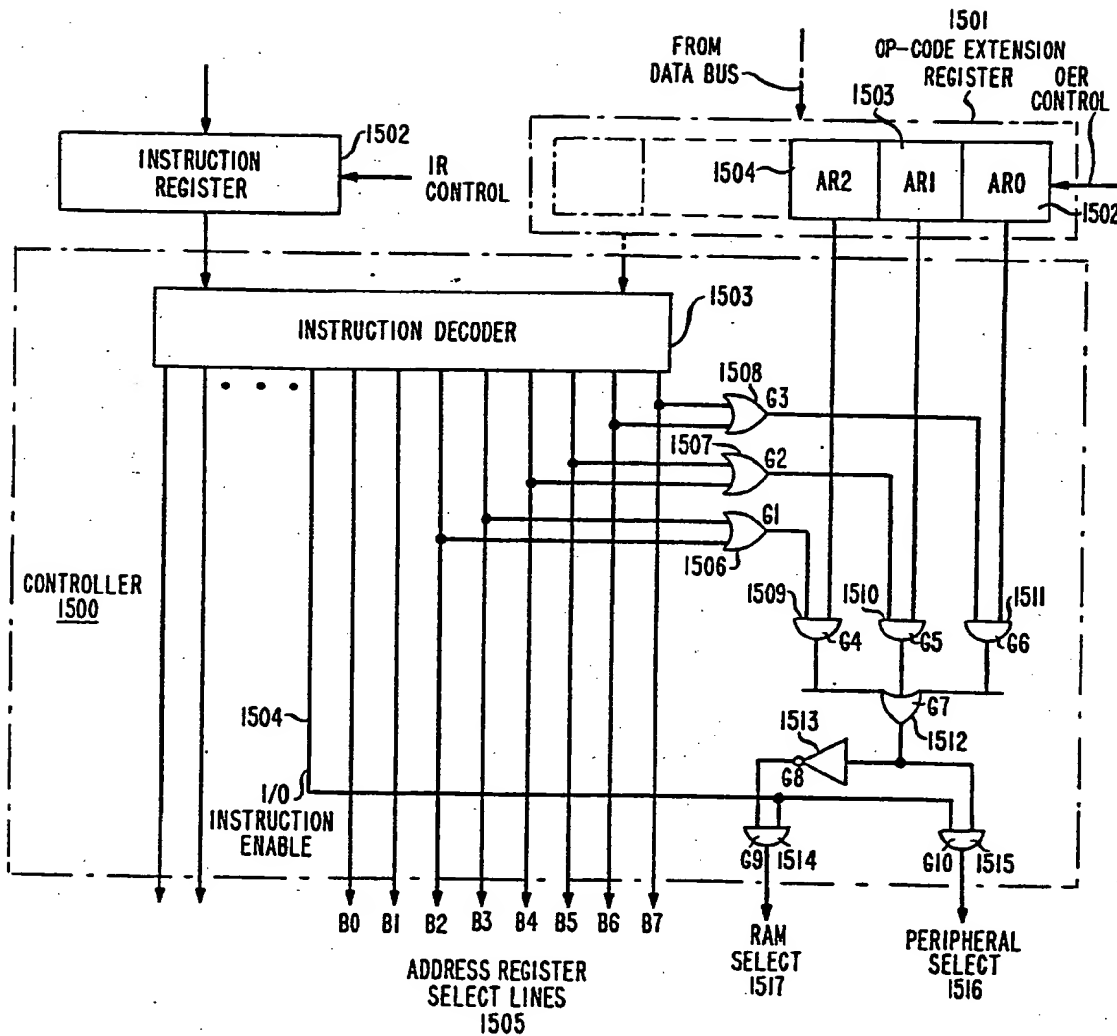 1501
OP-CODE EXTENSION
REGISTER
FROM
DATA BUS
1503
OER
CONTROL
1502
INSTRUCTION
REGISTER
IR
CONTROL
1504
AR2
AR1
AR0
1502
1503
INSTRUCTION DECODER
1508
G3
1507
G2
G1
1506
CONTROLLER
1500
1509
1510
1511
G4
G5
G6
G7
1512
1504
1513
G8
I/O
INSTRUCTION
ENABLE
G9
1514
G10
1515
B0
B1
B2
B3
B4
B5
B6
B7
RAM
SELECT
1517
PERIPHERAL
SELECT
1516
ADDRESS REGISTER
SELECT LINES
1505